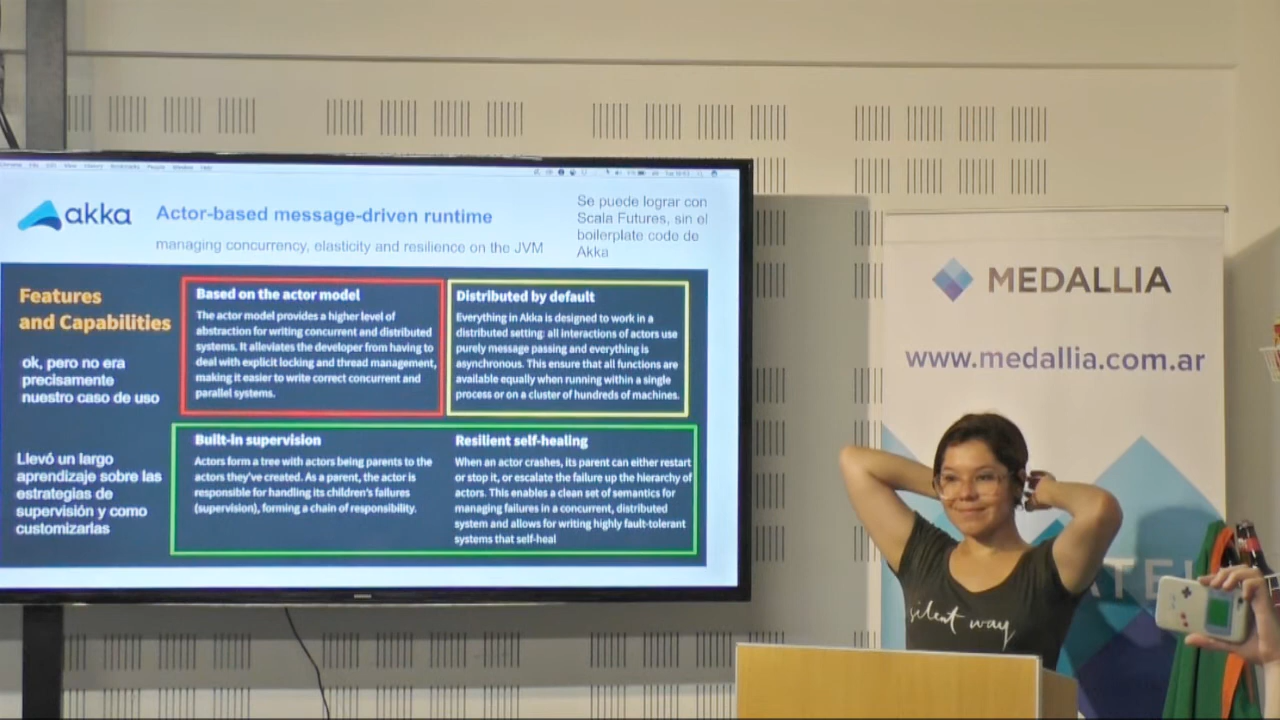 akka
Actor-based message-driven runtime
managing concurrency, elasticity and resilience on the JVM
Se puede lograr con
Scala Futures, sin el
boilerplate code de
Akka
Features
and Capabilities
ok, pero no era
precisamente
nuestro caso de uso
Based on the actor model
The actor model provides a higher level of
abstraction for writing concurrent and distributed
systems. It alleviates the developer from having to
deal with explicit locking and thread management,
making it easier to write correct concurrent and
parallel systems.
Distributed by default
Everything in Akka is designed to work in a
distributed setting: all interactions of actors use
purely message passing and everything is
asynchronous. This ensure that all functions are
available equally when running within a single
process or on a cluster of hundreds of machines.
Llevó un largo
aprendizaje sobre las
estrategias de
supervisión y como
customizarlas
Built-in supervision
Actors form a tree with actors being parents to the
actors they've created. As a parent, the actor is
responsible for handling its children's failures
(supervision), forming a chain of responsibility.
Resilient self-healing
When an actor crashes, its parent can either restart
or stop it, or escalate the failure up the hierarchy of
actors. This enables a clean set of semantics for
managing failures in a concurrent, distributed
system and allows for writing highly fault-tolerant
systems that self-heal
MEDALLIA
www.medallia.com.ar
silent way